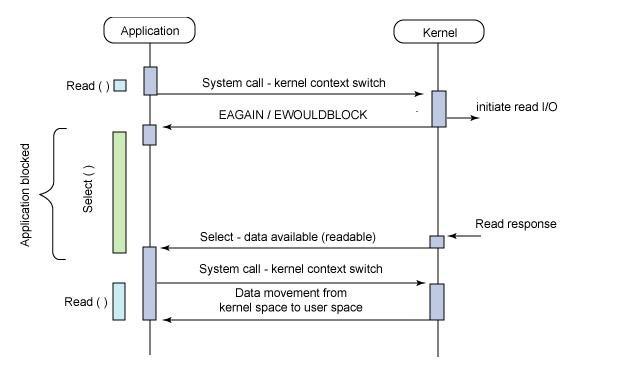 Application
Kernel
Read ( )
System call - kernel context switch
initiate read I/O
EAGAIN / EWOULDBLOCK
Application blocked
Select ( )
Read response
Select - data available (readable)
System call - kernel context switch
Read ( )
Data movement from
kernel space to user space